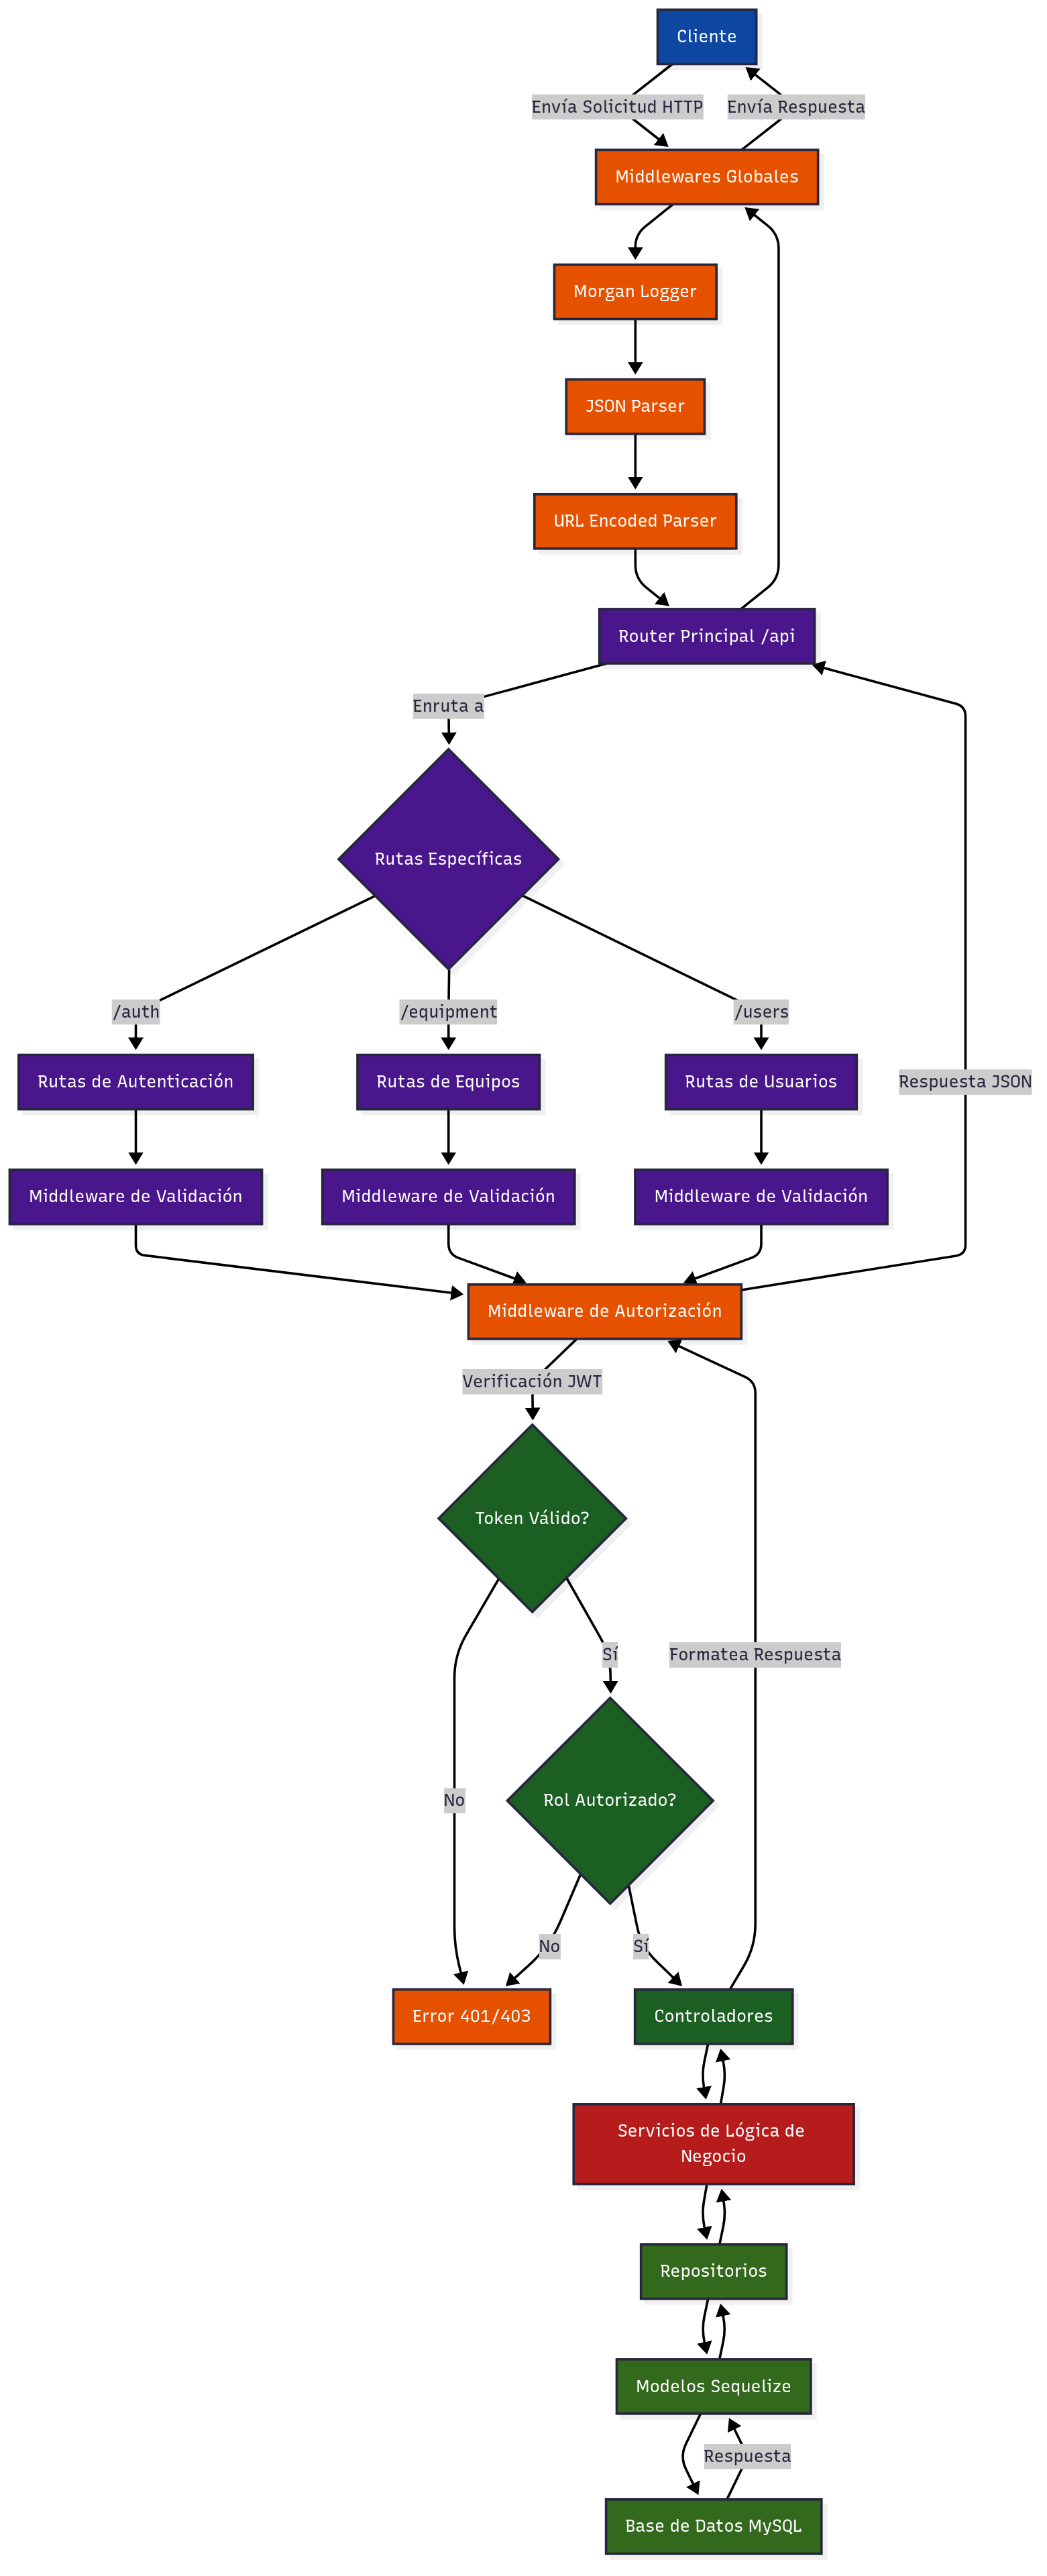 Cliente
Envía Solicitud HTTP
Envía Respuesta
Middlewares Globales
Morgan Logger
JSON Parser
URL Encoded Parser
Router Principal /api
Enruta a
Rutas Específicas
/auth
/equipment
/users
Rutas de Autenticación
Rutas de Equipos
Rutas de Usuarios
Respuesta JSON
Middleware de Validación
Middleware de Validación
Middleware de Validación
Middleware de Autorización
Verificación JWT
Token Válido?
Sí
Formatea Respuesta
No
Rol Autorizado?
No
Sí
Error 401/403
Controladores
Servicios de Lógica de
Negocio
Repositorios
Modelos Sequelize
Respuesta
Base de Datos MySQL